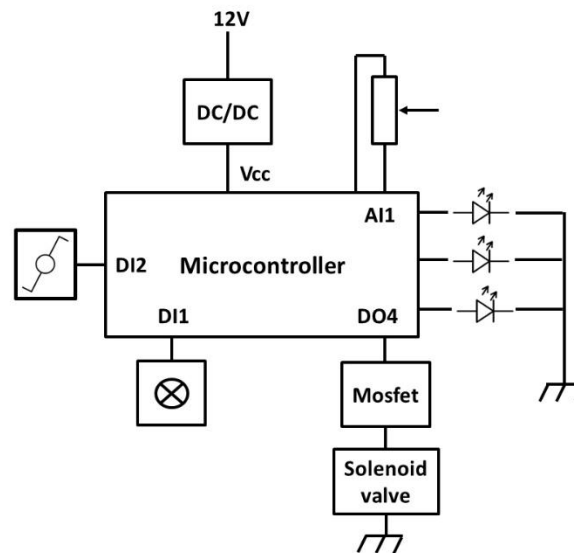 12V
DC/DC
Vcc
AI1
DI2
Microcontroller
DI1
DO4
Mosfet
Solenoid
valve